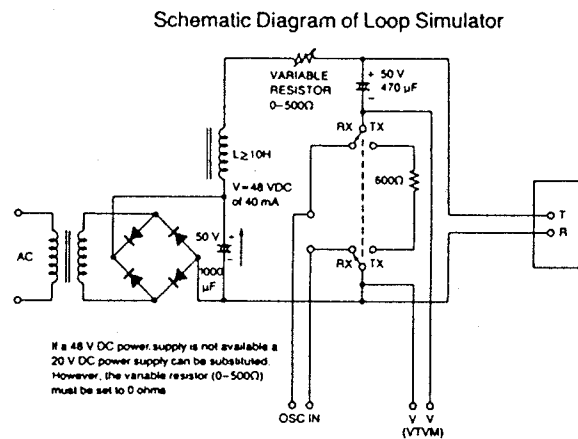 Schematic Diagram of Loop Simulator
VARIABLE
RESISTOR
0–500Ω
+ 50 V
470 µF
–
RX TX
L ≥ 10H
V = 48 VDC
of 40 mA
600Ω
50 V +
–
1000
µF
AC
T
R
RX TX
If a 48 V DC power supply is not available a
20 V DC power supply can be substituted.
However, the variable resistor (0–500Ω)
must be set to 0 ohms
OSC IN
V V
(VTVM)